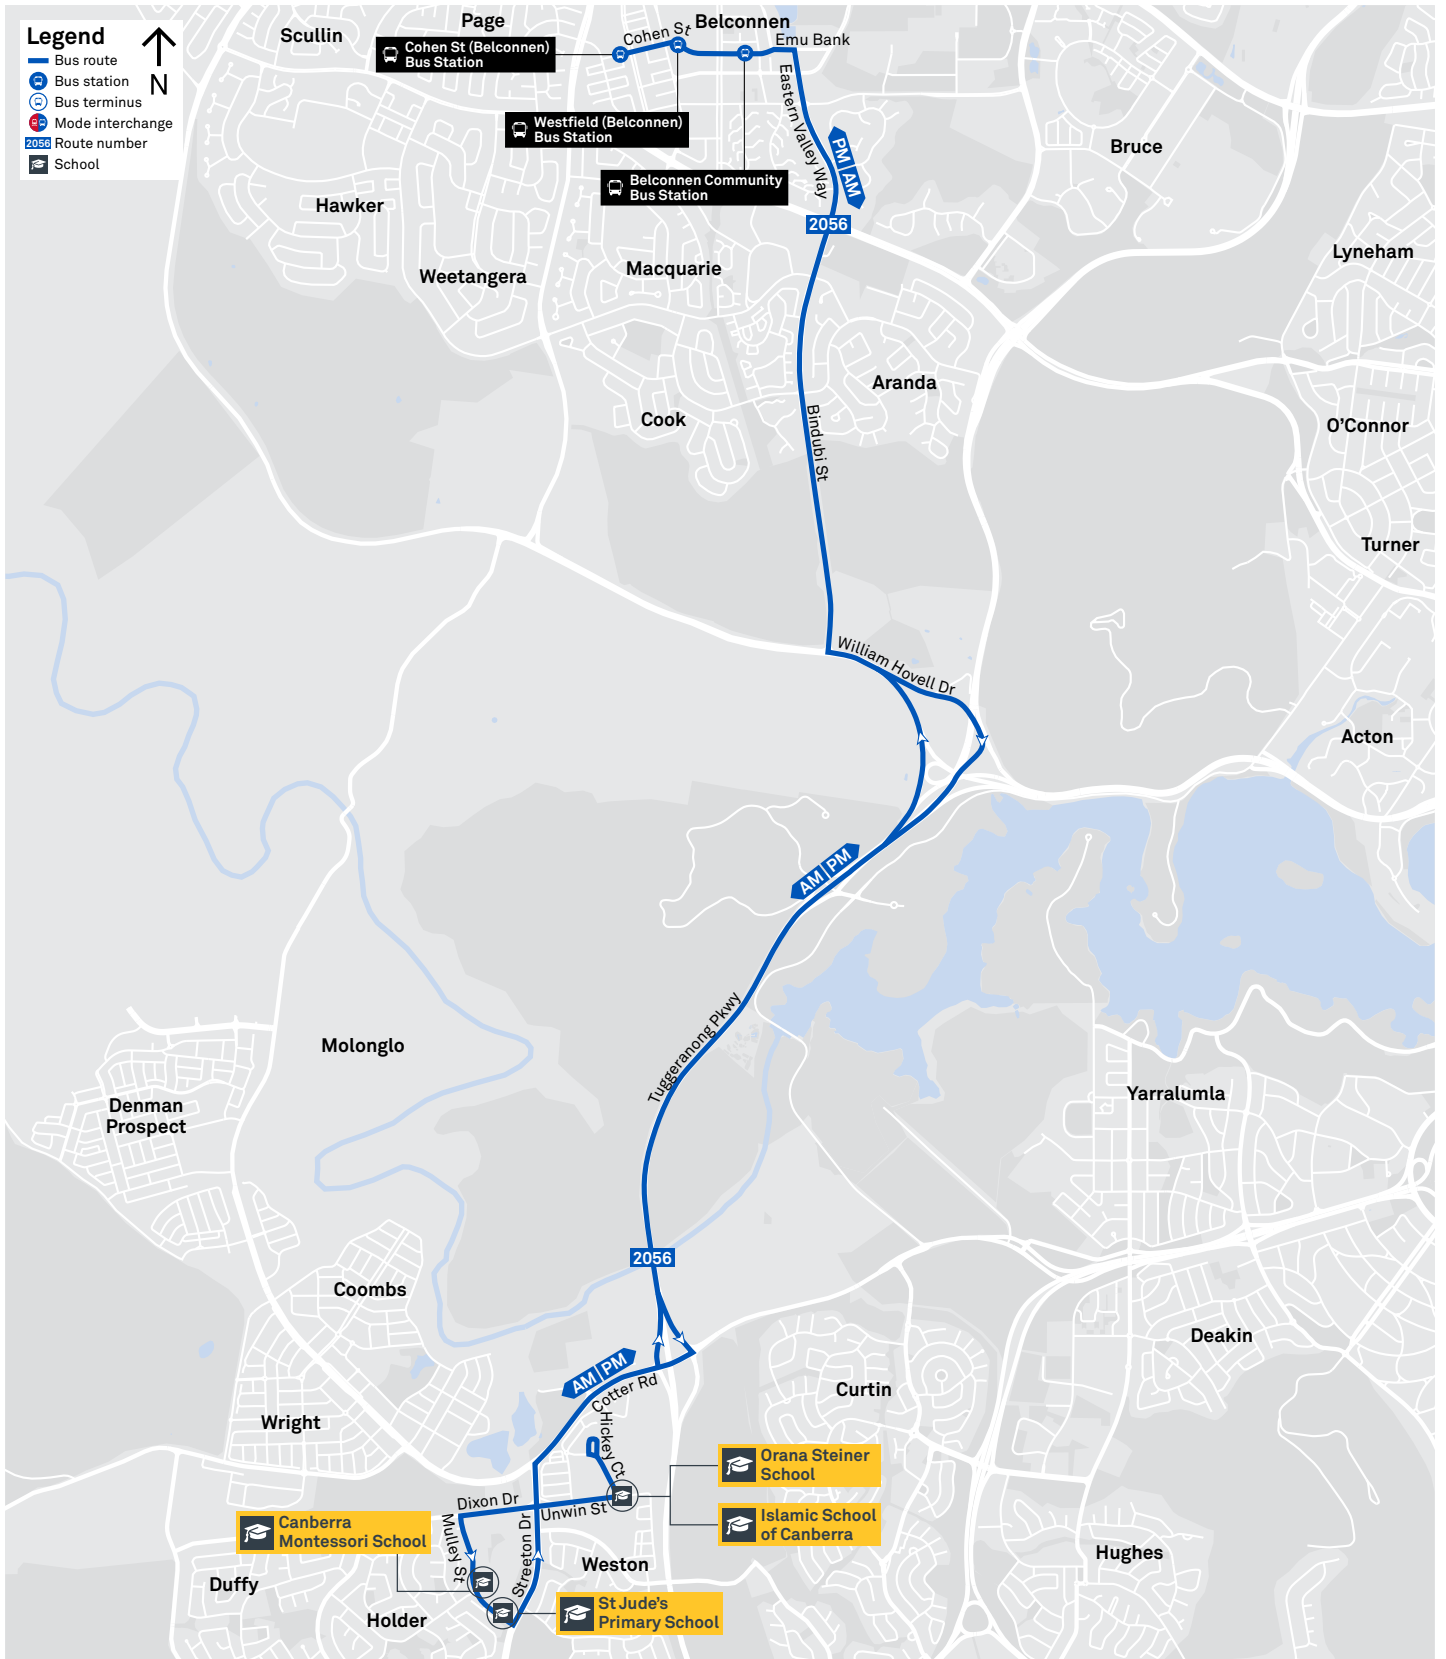 Legend
Bus route
Bus station
Bus terminus
Mode interchange
2056 Route number
School
N
Scullin
Page
Belconnen
Cohen St
Emu Bank
Cohen St (Belconnen)
Bus Station
Westfield (Belconnen)
Bus Station
Belconnen Community
Bus Station
Eastern Valley Way
PM AM
2056
Bruce
Hawker
Weetangera
Macquarie
Lyneham
Aranda
Cook
Bindubi St
O'Connor
Turner
William Hovell Dr
Acton
AM PM
Tuggeranong Pkwy
Molonglo
Denman
Prospect
Yarralumla
2056
Coombs
Deakin
AM PM
Cotter Rd
Curtin
Wright
Hickey Ct
Orana Steiner
School
Dixon Dr
Unwin St
Islamic School
of Canberra
Canberra
Montessori School
Mulley St
Streeton Dr
Weston
Hughes
Duffy
Holder
St Jude's
Primary School